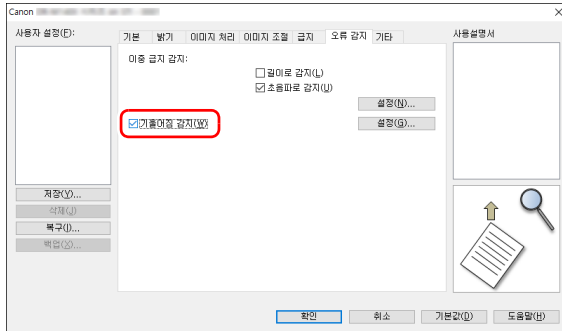 Canon
사용자 설정(F):
기본 밝기 이미지 처리 이미지 조절 급지 오류 감지 기타
사용설명서
이중 급지 감지:
길이로 감지(L)
초음파로 감지(U)
설정(N)...
기울어짐 감지(W)
설정(G)...
저장(Y)...
삭제(J)
복구(I)...
백업(X)...
확인 취소 기본값(D) 도움말(H)